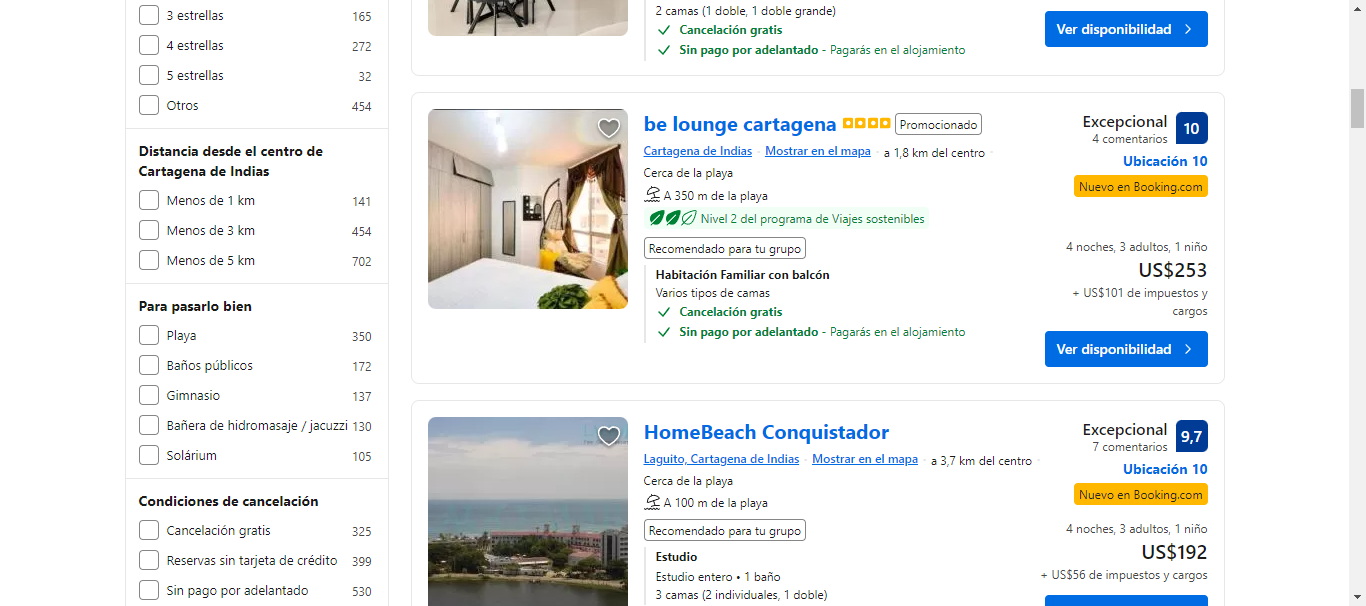 3 estrellas 165
4 estrellas 272
5 estrellas 32
Otros 454
Distancia desde el centro de
Cartagena de Indias
Menos de 1 km 141
Menos de 3 km 454
Menos de 5 km 702
Para pasarlo bien
Playa 350
Baños públicos 172
Gimnasio 137
Bañera de hidromasaje / jacuzzi 130
Solárium 105
Condiciones de cancelación
Cancelación gratis 325
Reservas sin tarjeta de crédito 399
Sin pago por adelantado 530
2 camas (1 doble, 1 doble grande)
Cancelación gratis
Sin pago por adelantado - Pagarás en el alojamiento
Ver disponibilidad
be lounge cartagena Promocionado
Cartagena de Indias · Mostrar en el mapa · a 1,8 km del centro ·
Cerca de la playa
A 350 m de la playa
Nivel 2 del programa de Viajes sostenibles
Recomendado para tu grupo
Habitación Familiar con balcón
Varios tipos de camas
Cancelación gratis
Sin pago por adelantado - Pagarás en el alojamiento
Excepcional 10
4 comentarios
Ubicación 10
Nuevo en Booking.com
4 noches, 3 adultos, 1 niño
US$253
+ US$101 de impuestos y
cargos
Ver disponibilidad
HomeBeach Conquistador
Laguito, Cartagena de Indias · Mostrar en el mapa · a 3,7 km del centro ·
Cerca de la playa
A 100 m de la playa
Recomendado para tu grupo
Estudio
Estudio entero • 1 baño
3 camas (2 individuales, 1 doble)
Excepcional 9,7
7 comentarios
Ubicación 10
Nuevo en Booking.com
4 noches, 3 adultos, 1 niño
US$192
+ US$56 de impuestos y cargos